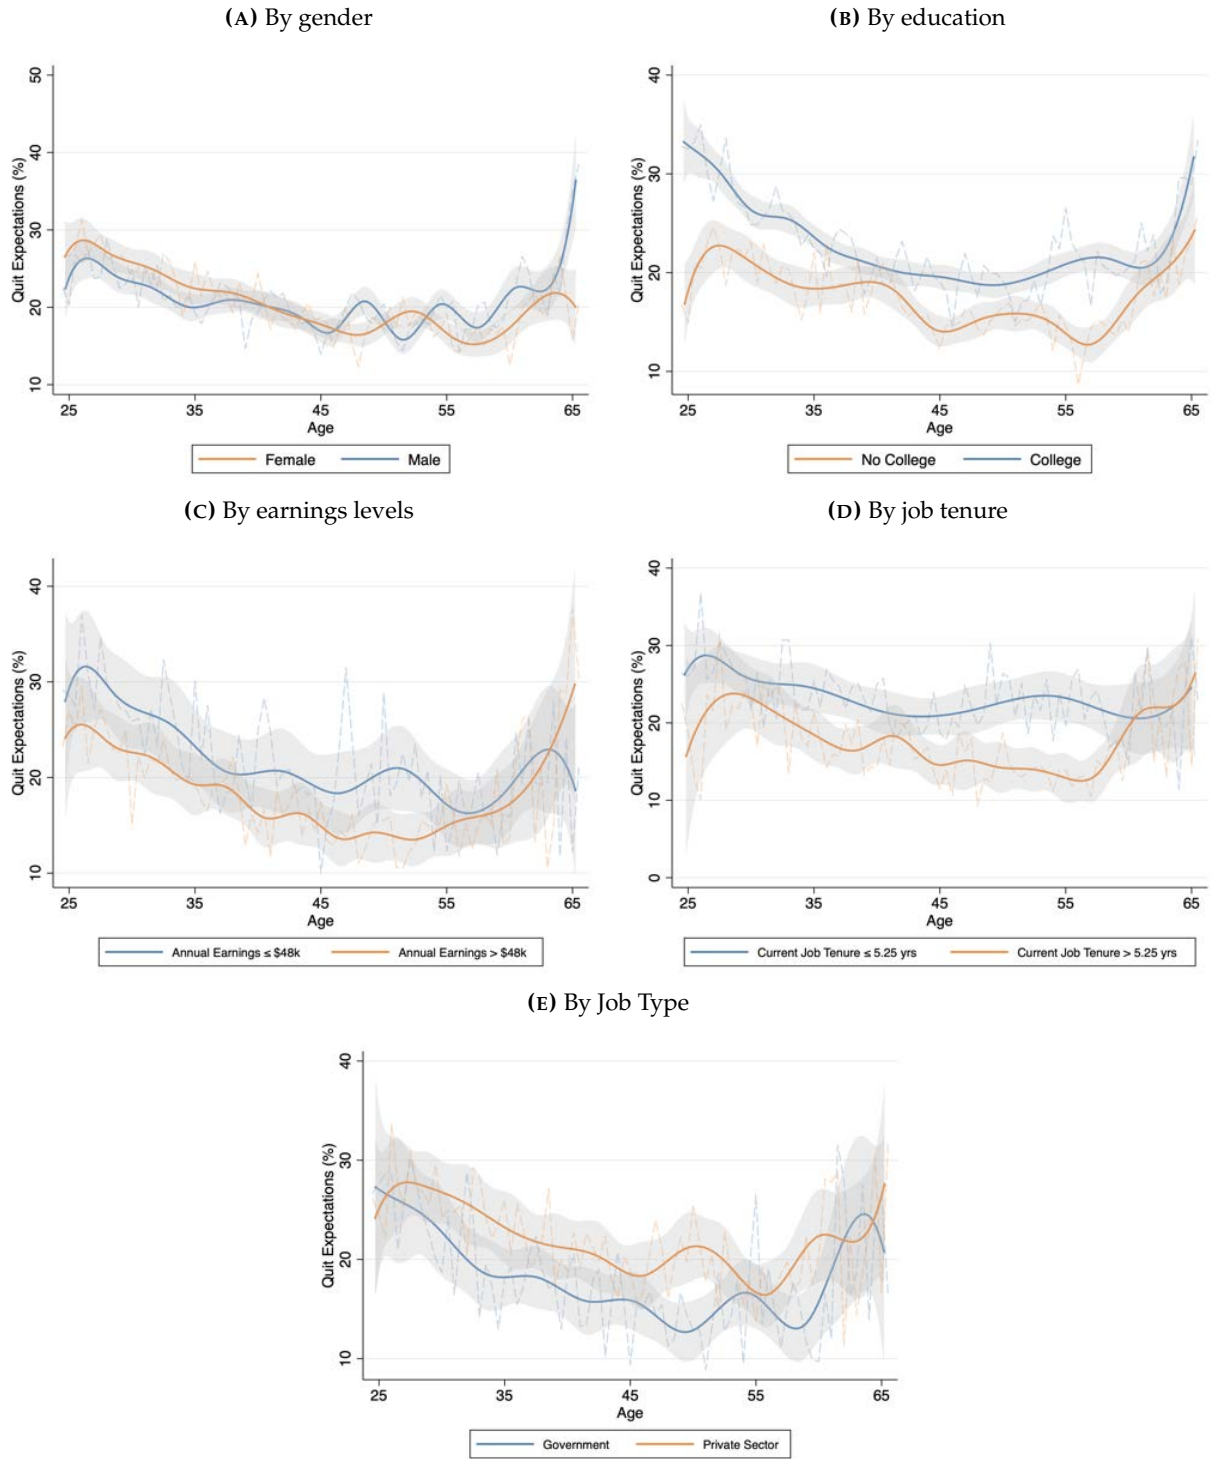 (A) By gender
Quit Expectations (%)
50
40
30
20
10
25 35 45 55 65
Age
Female Male
(B) By education
Quit Expectations (%)
40
30
20
10
25 35 45 55 65
Age
No College College
(C) By earnings levels
Quit Expectations (%)
40
30
20
10
25 35 45 55 65
Age
Annual Earnings ≤ $48k Annual Earnings > $48k
(D) By job tenure
Quit Expectations (%)
40
30
20
10
0
25 35 45 55 65
Age
Current Job Tenure ≤ 5.25 yrs Current Job Tenure > 5.25 yrs
(E) By Job Type
Quit Expectations (%)
40
30
20
10
25 35 45 55 65
Age
Government Private Sector